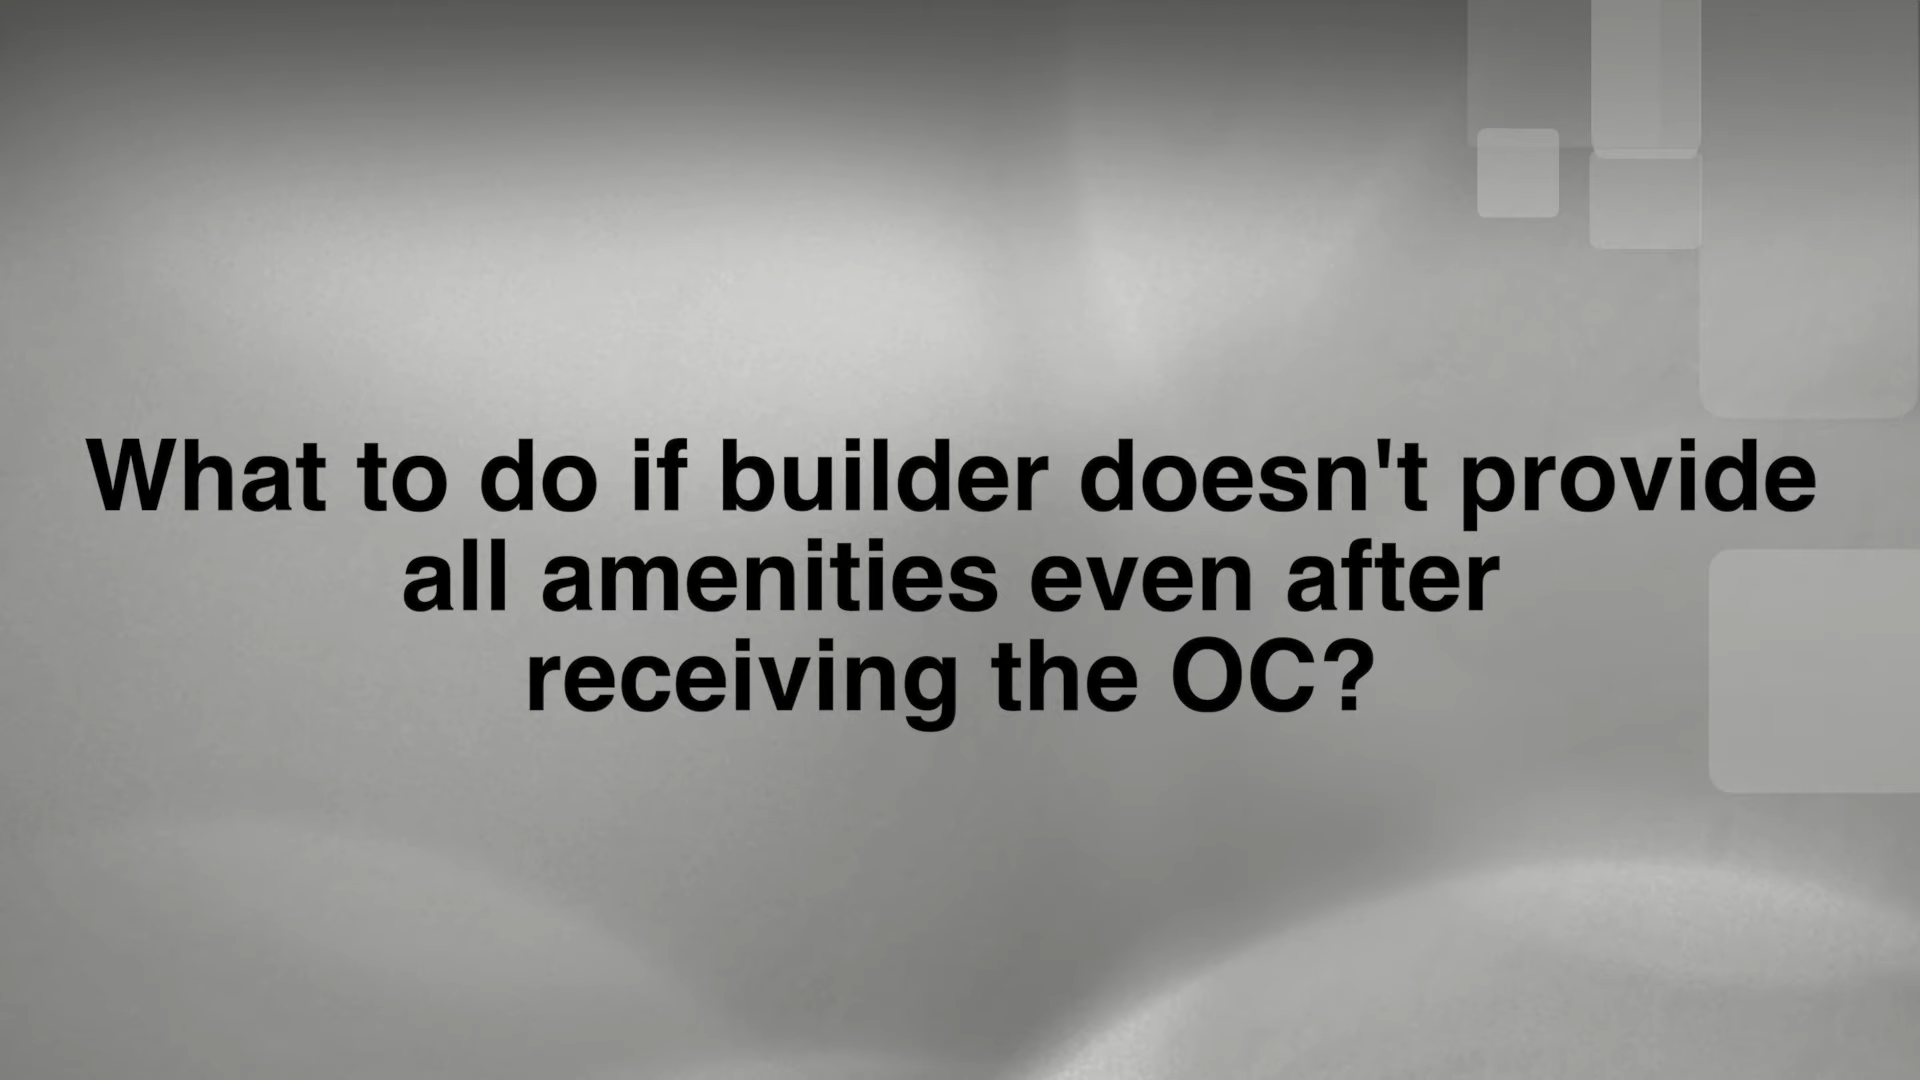 What to do if builder doesn't provide
all amenities even after
receiving the OC?